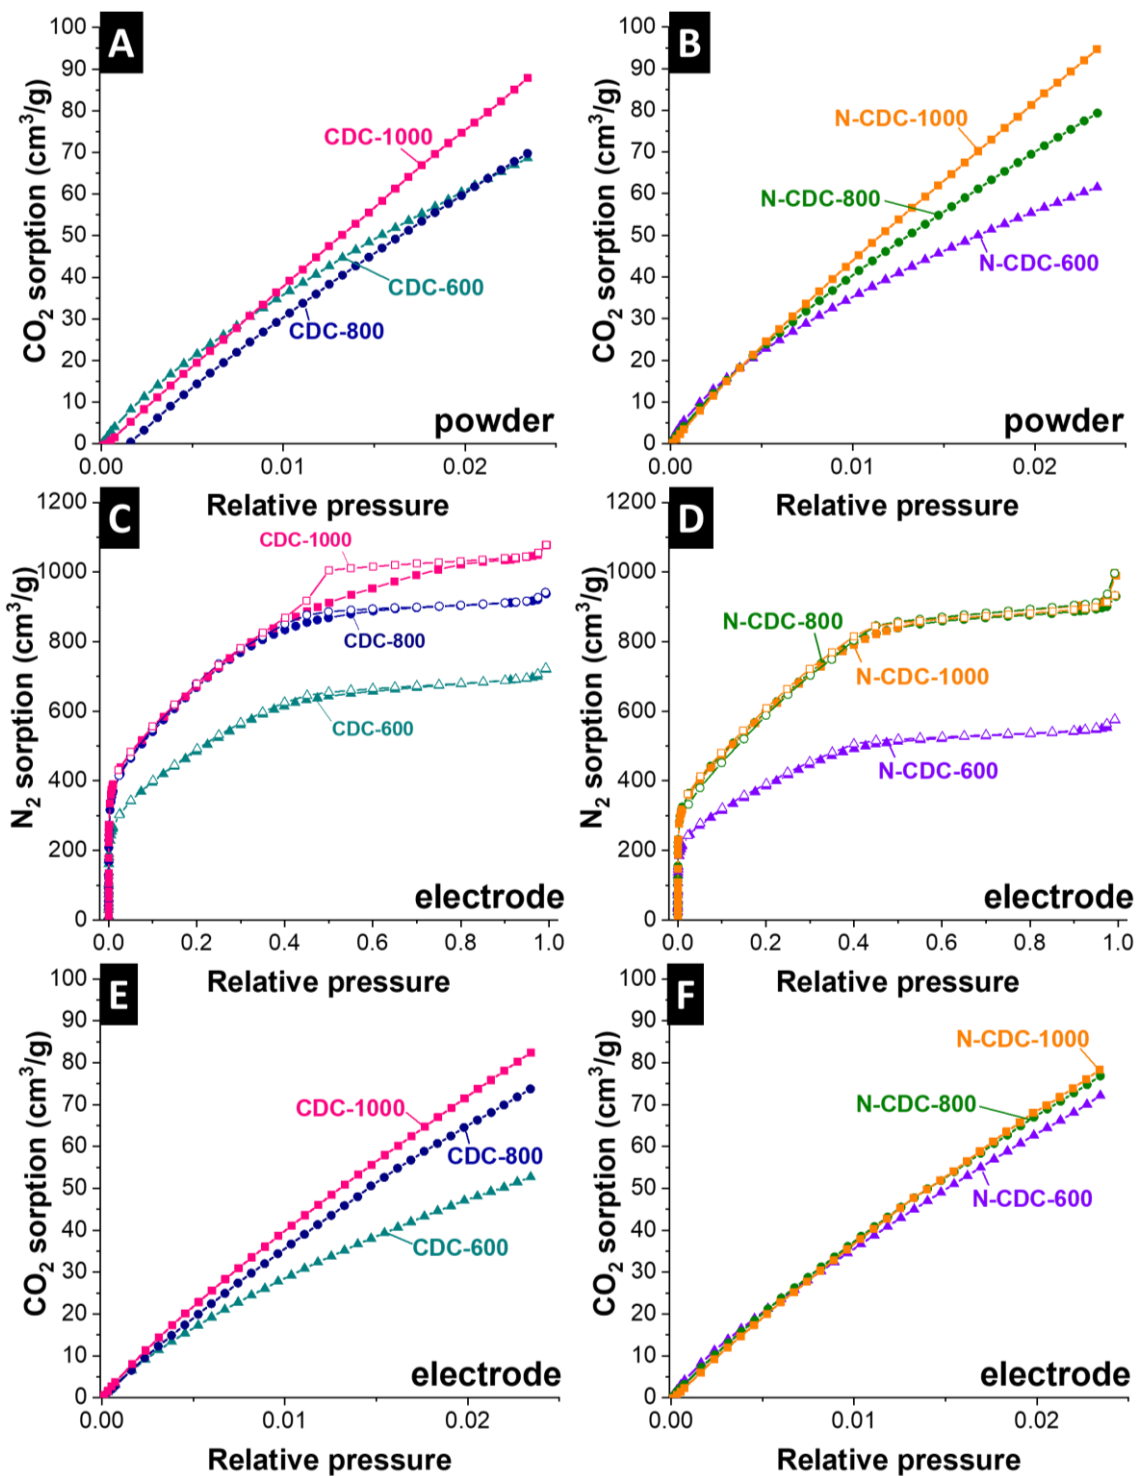 A
CO2 sorption (cm3/g)
100
90
80
70
60
50
40
30
20
10
0
CDC-1000
CDC-600
CDC-800
powder
0.00 0.01 0.02
Relative pressure
B
CO2 sorption (cm3/g)
100
90
80
70
60
50
40
30
20
10
0
N-CDC-1000
N-CDC-800
N-CDC-600
powder
0.00 0.01 0.02
Relative pressure
C
N2 sorption (cm3/g)
1200
1000
800
600
400
200
0
CDC-1000
CDC-800
CDC-600
electrode
0.0 0.2 0.4 0.6 0.8 1.0
Relative pressure
D
N2 sorption (cm3/g)
1200
1000
800
600
400
200
0
N-CDC-800
N-CDC-1000
N-CDC-600
electrode
0.0 0.2 0.4 0.6 0.8 1.0
Relative pressure
E
CO2 sorption (cm3/g)
100
90
80
70
60
50
40
30
20
10
0
CDC-1000
CDC-800
CDC-600
electrode
0.00 0.01 0.02
Relative pressure
F
CO2 sorption (cm3/g)
100
90
80
70
60
50
40
30
20
10
0
N-CDC-1000
N-CDC-800
N-CDC-600
electrode
0.00 0.01 0.02
Relative pressure